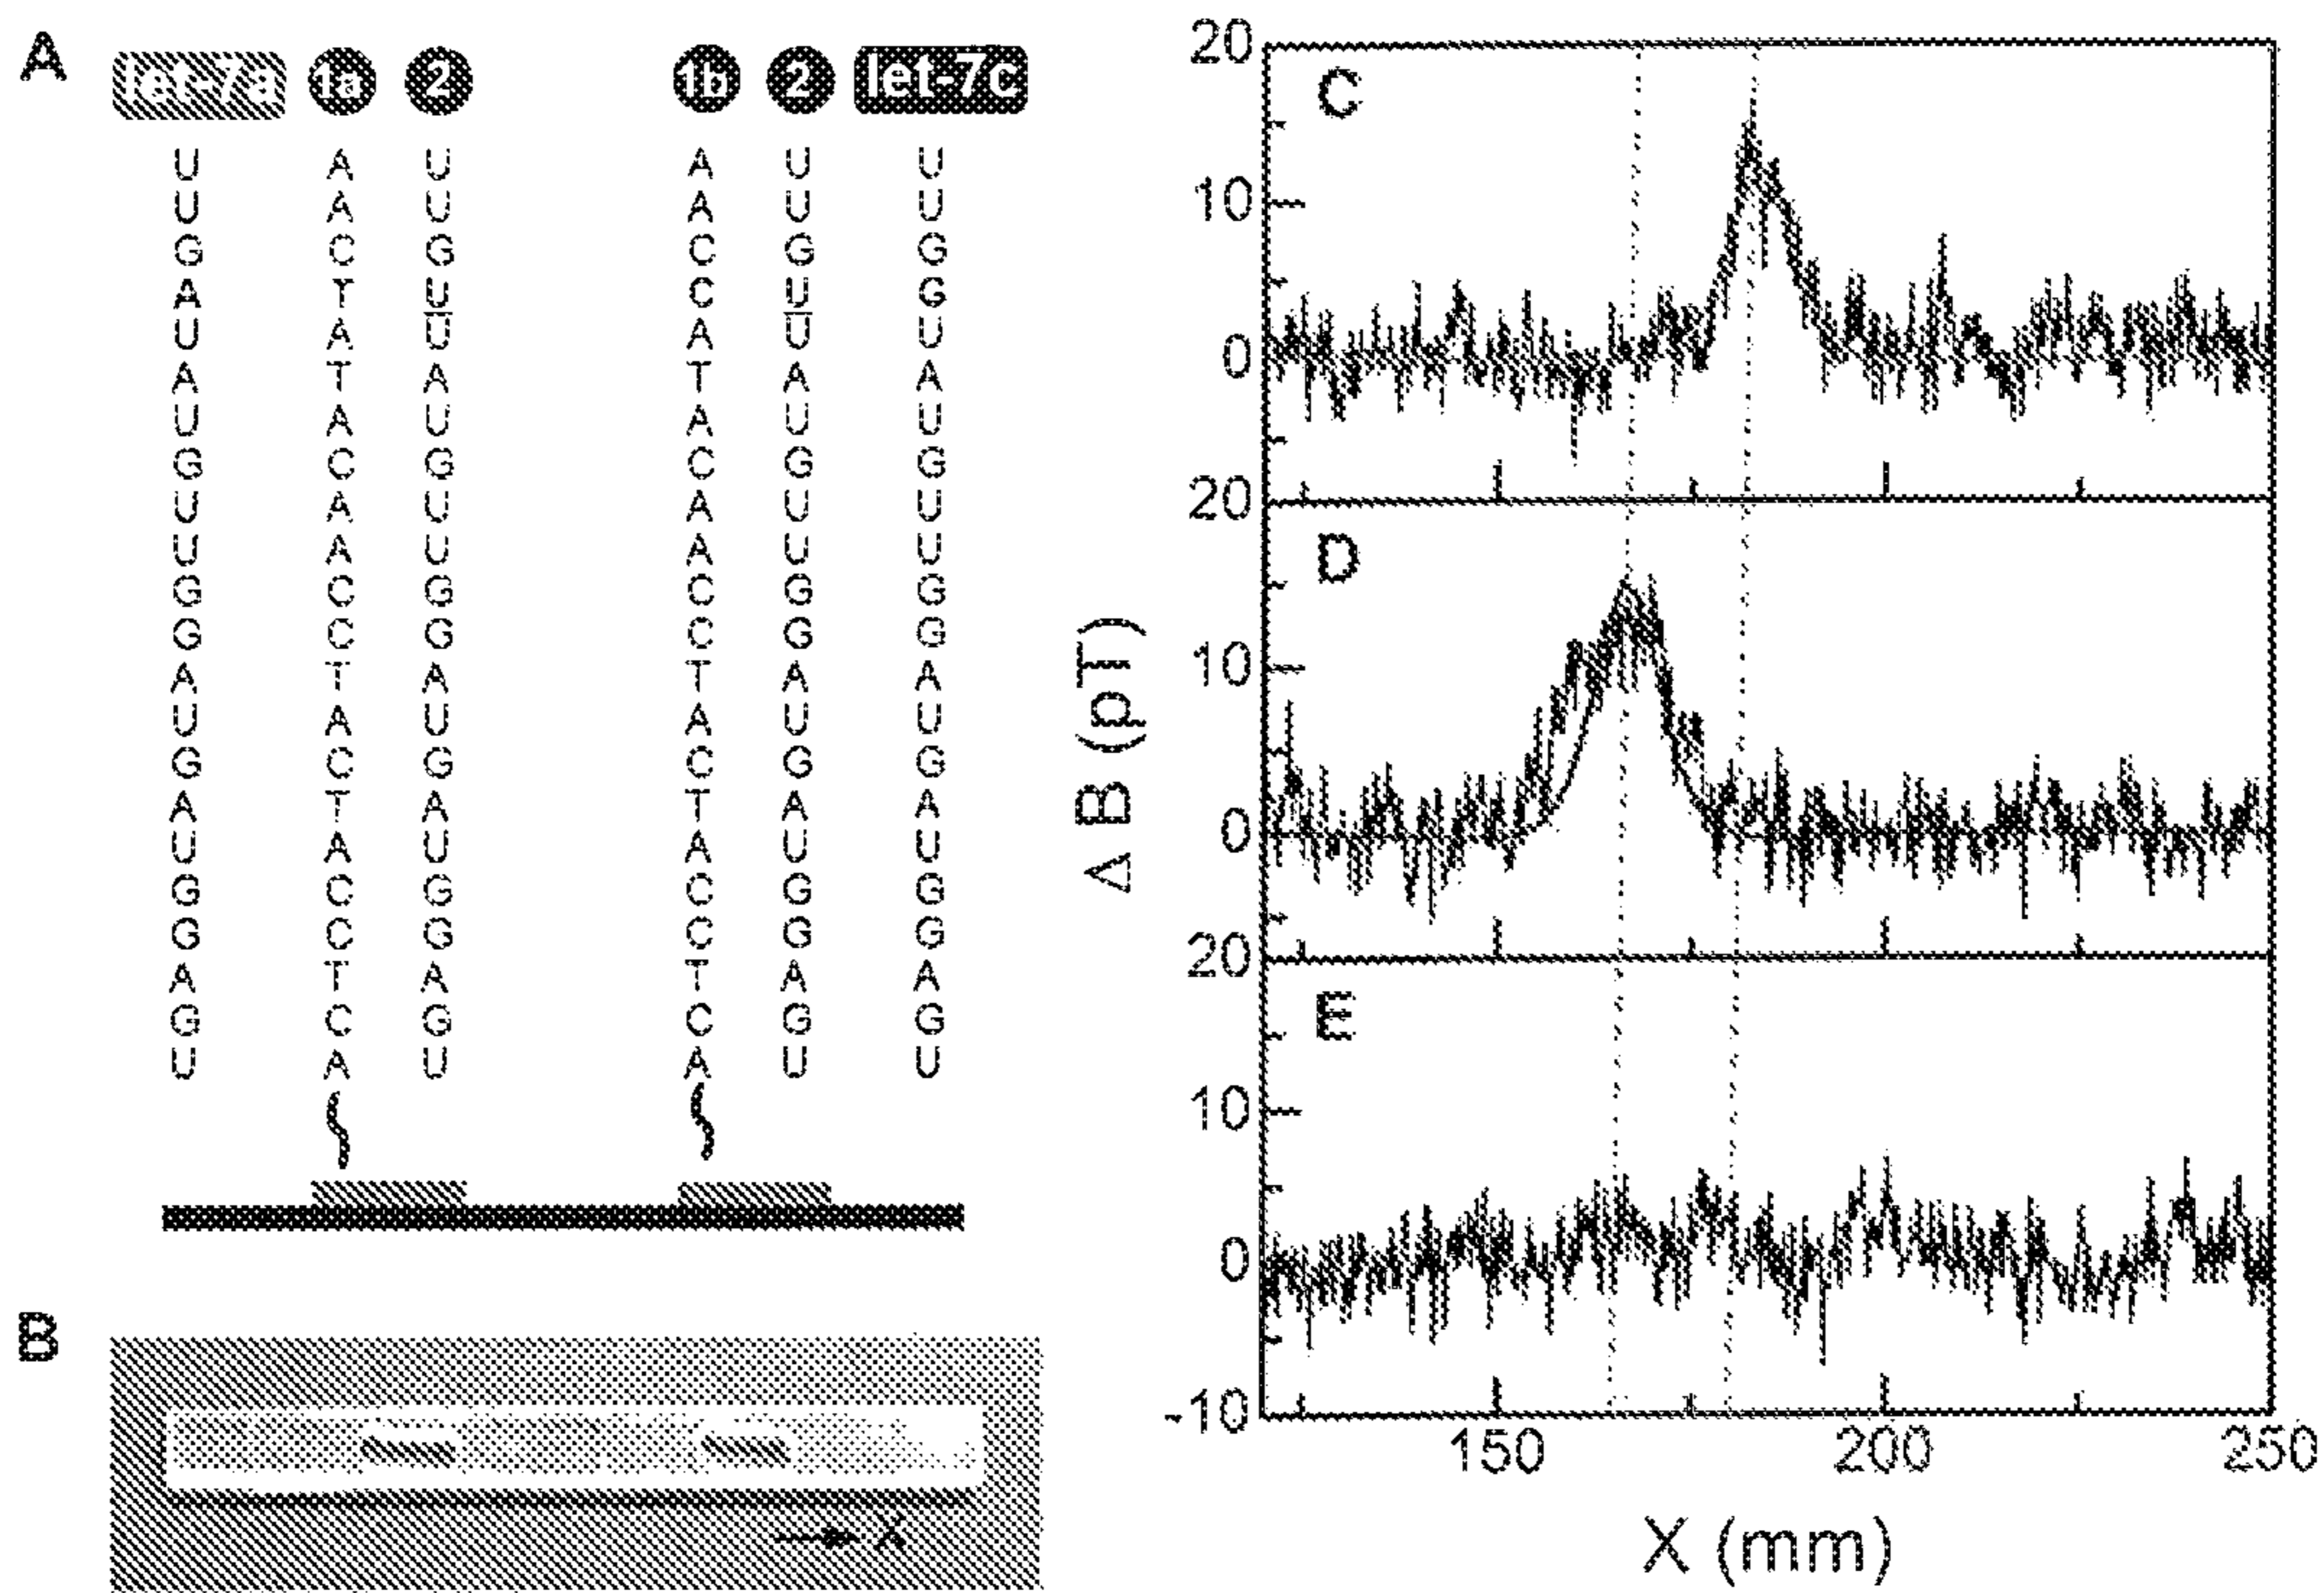 A
let-7a 1a 2 1b 2 let-7c
U A U A U U
U A U A U U
G C G C G G
A T U C U G
U A U A U U
A T A T A A
U A U A U U
G C G C G G
U A U A U U
U A U A U U
G C G C G G
G C G C G G
A T A T A A
U A U A U U
G C G C G G
A T A T A A
U A U A U U
G C G C G G
G C G C G G
A T A T A A
G C G C G G
U A U A U U
B
X
C
20
10
0
D
20
10
0
E
20
10
0
-10
150 200 250
Δ B (pT)
X (mm)